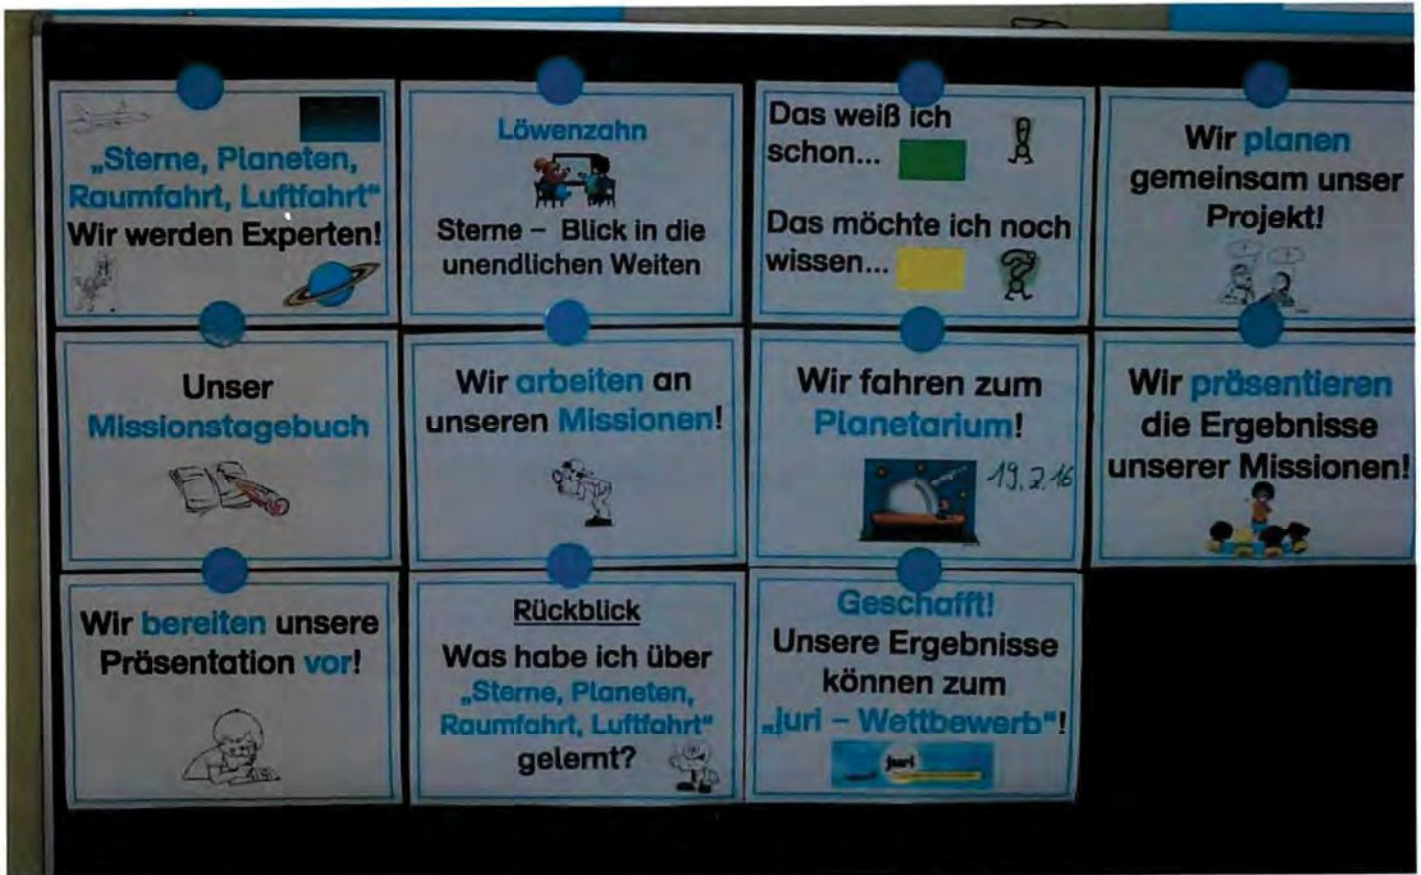 „Sterne, Planeten,
Raumfahrt, Luftfahrt“
Wir werden Experten!
Löwenzahn
Sterne – Blick in die
unendlichen Weiten
Das weiß ich
schon...
Das möchte ich noch
wissen...
Wir planen
gemeinsam unser
Projekt!
Unser
Missionstagebuch
Wir arbeiten an
unseren Missionen!
Wir fahren zum
Planetarium!
19.2.16
Wir präsentieren
die Ergebnisse
unserer Missionen!
Wir bereiten unsere
Präsentation vor!
Rückblick
Was habe ich über
„Sterne, Planeten,
Raumfahrt, Luftfahrt“
gelernt?
Geschafft!
Unsere Ergebnisse
können zum
„juri – Wettbewerb“!
juri